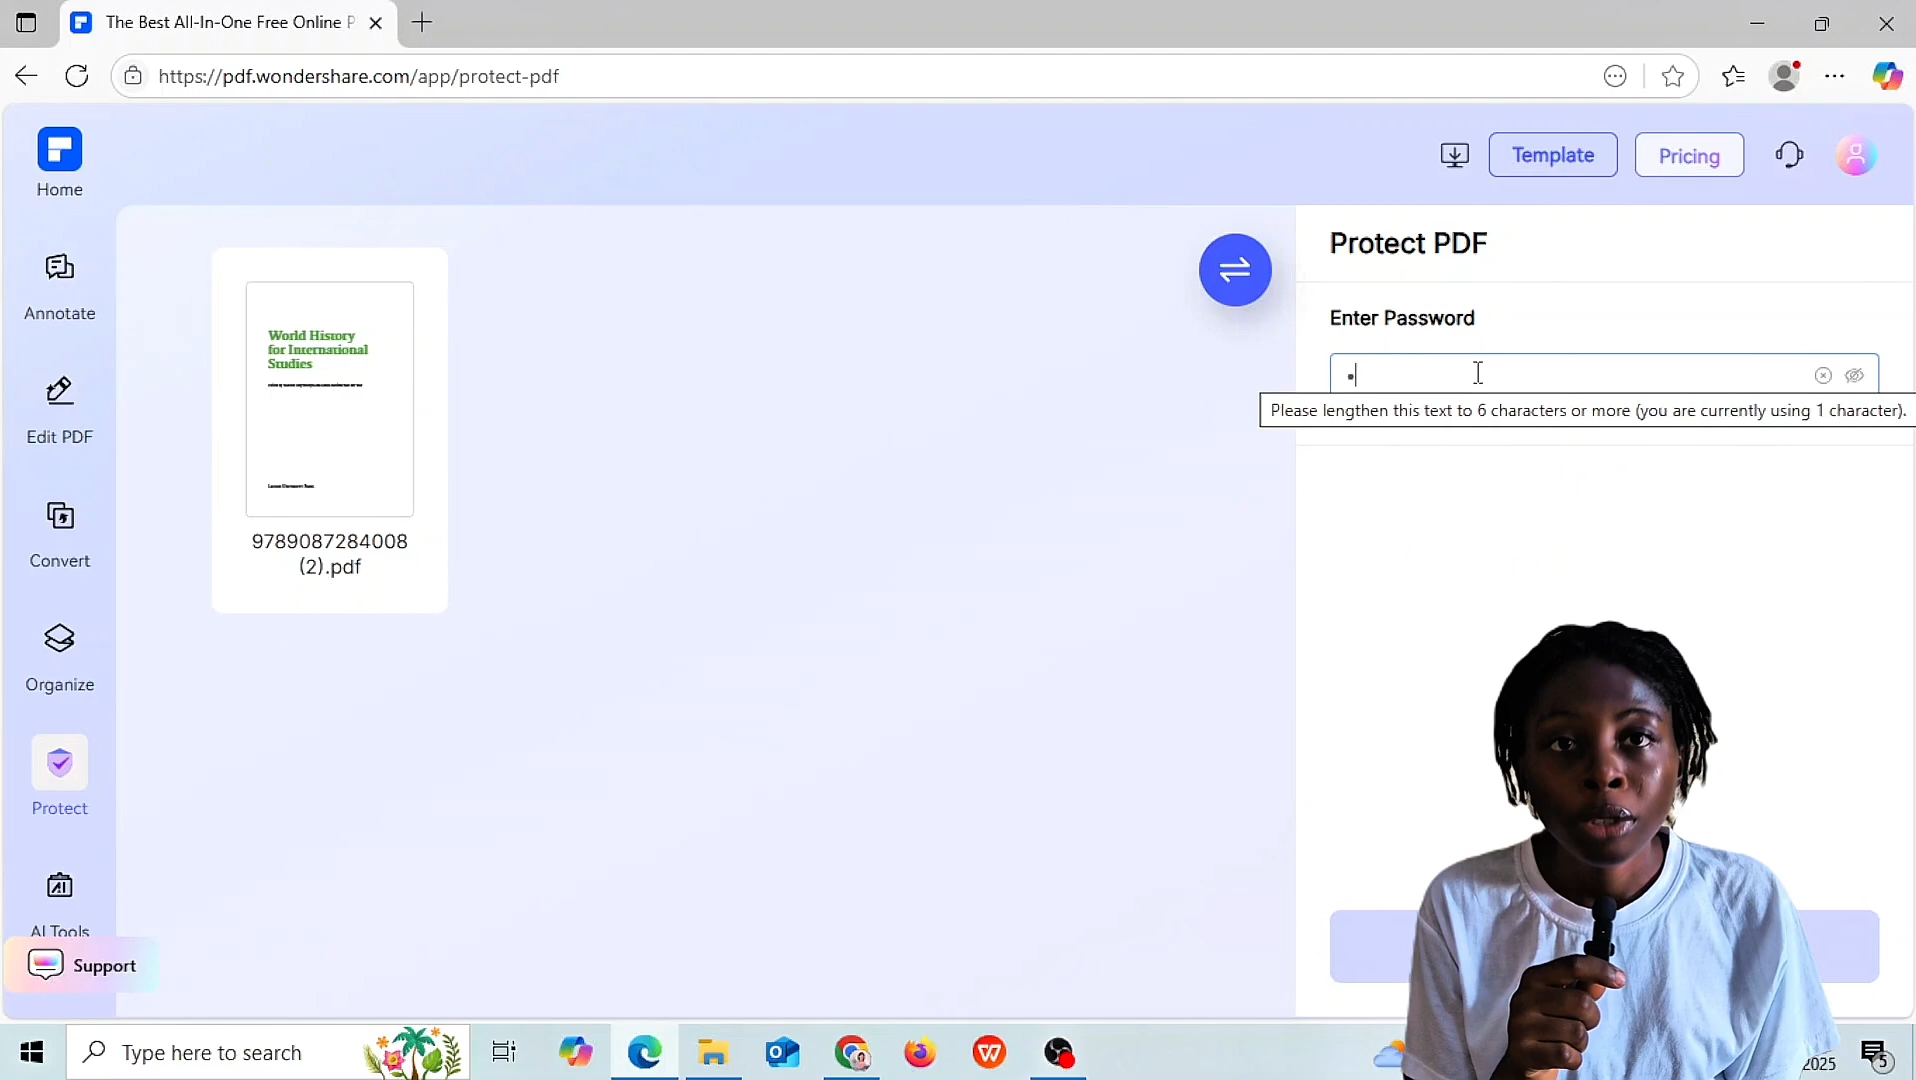 The Best All-In-One Free Online P
https://pdf.wondershare.com/app/protect-pdf
Home
Template
Pricing
Annotate
Edit PDF
Convert
Organize
Protect
AI Tools
Support
World History
for International
Studies
9789087284008
(2).pdf
Protect PDF
Enter Password
Please lengthen this text to 6 characters or more (you are currently using 1 character).
Type here to search
2025
5